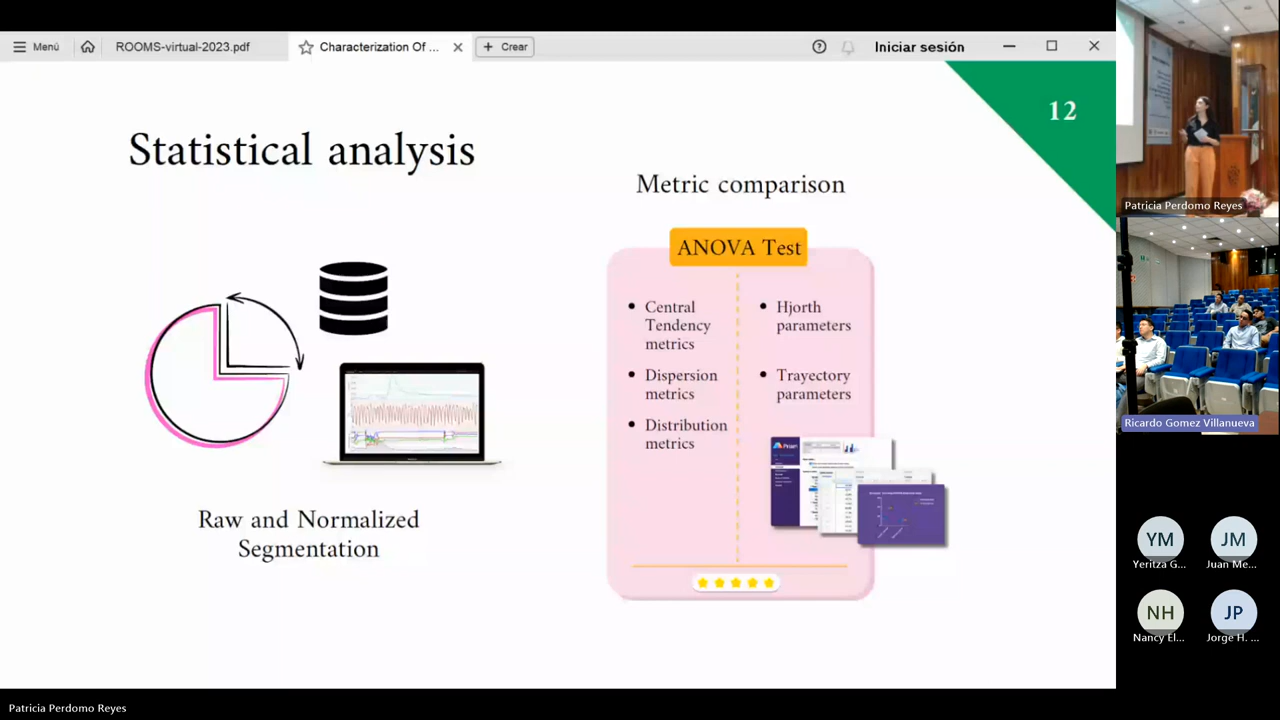 Menú
ROOMS-virtual-2023.pdf
Characterization Of ...
Crear
Iniciar sesión
12
Statistical analysis
Metric comparison
ANOVA Test
• Central
Tendency
metrics
• Dispersion
metrics
• Distribution
metrics
• Hjorth
parameters
• Trayectory
parameters
Prism
Raw and Normalized
Segmentation
Patricia Perdomo Reyes
Ricardo Gomez Villanueva
YM
Yeritza G...
JM
Juan Me...
NH
Nancy El...
JP
Jorge H. ...
Patricia Perdomo Reyes